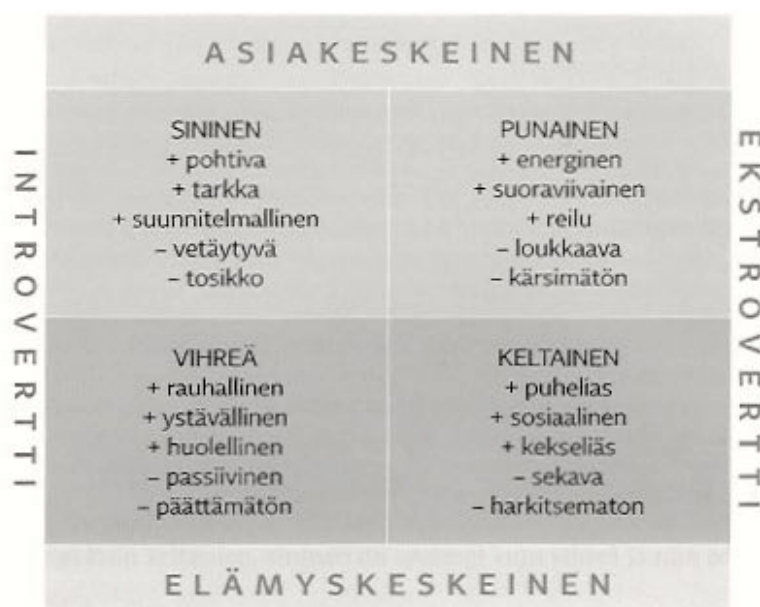 ASIAKESKEINEN
INTROVERTTI
SININEN
+ pohtiva
+ tarkka
+ suunnitelmallinen
– vetäytyvä
– tosikko
PUNAINEN
+ energinen
+ suoraviivainen
+ reilu
– loukkaava
– kärsimätön
EKSTROVERTTI
VIHREÄ
+ rauhallinen
+ ystävällinen
+ huolellinen
– passiivinen
– päättämätön
KELTAINEN
+ puhelias
+ sosiaalinen
+ kekseliäs
– sekava
– harkitsematon
ELÄMYSKESKEINEN